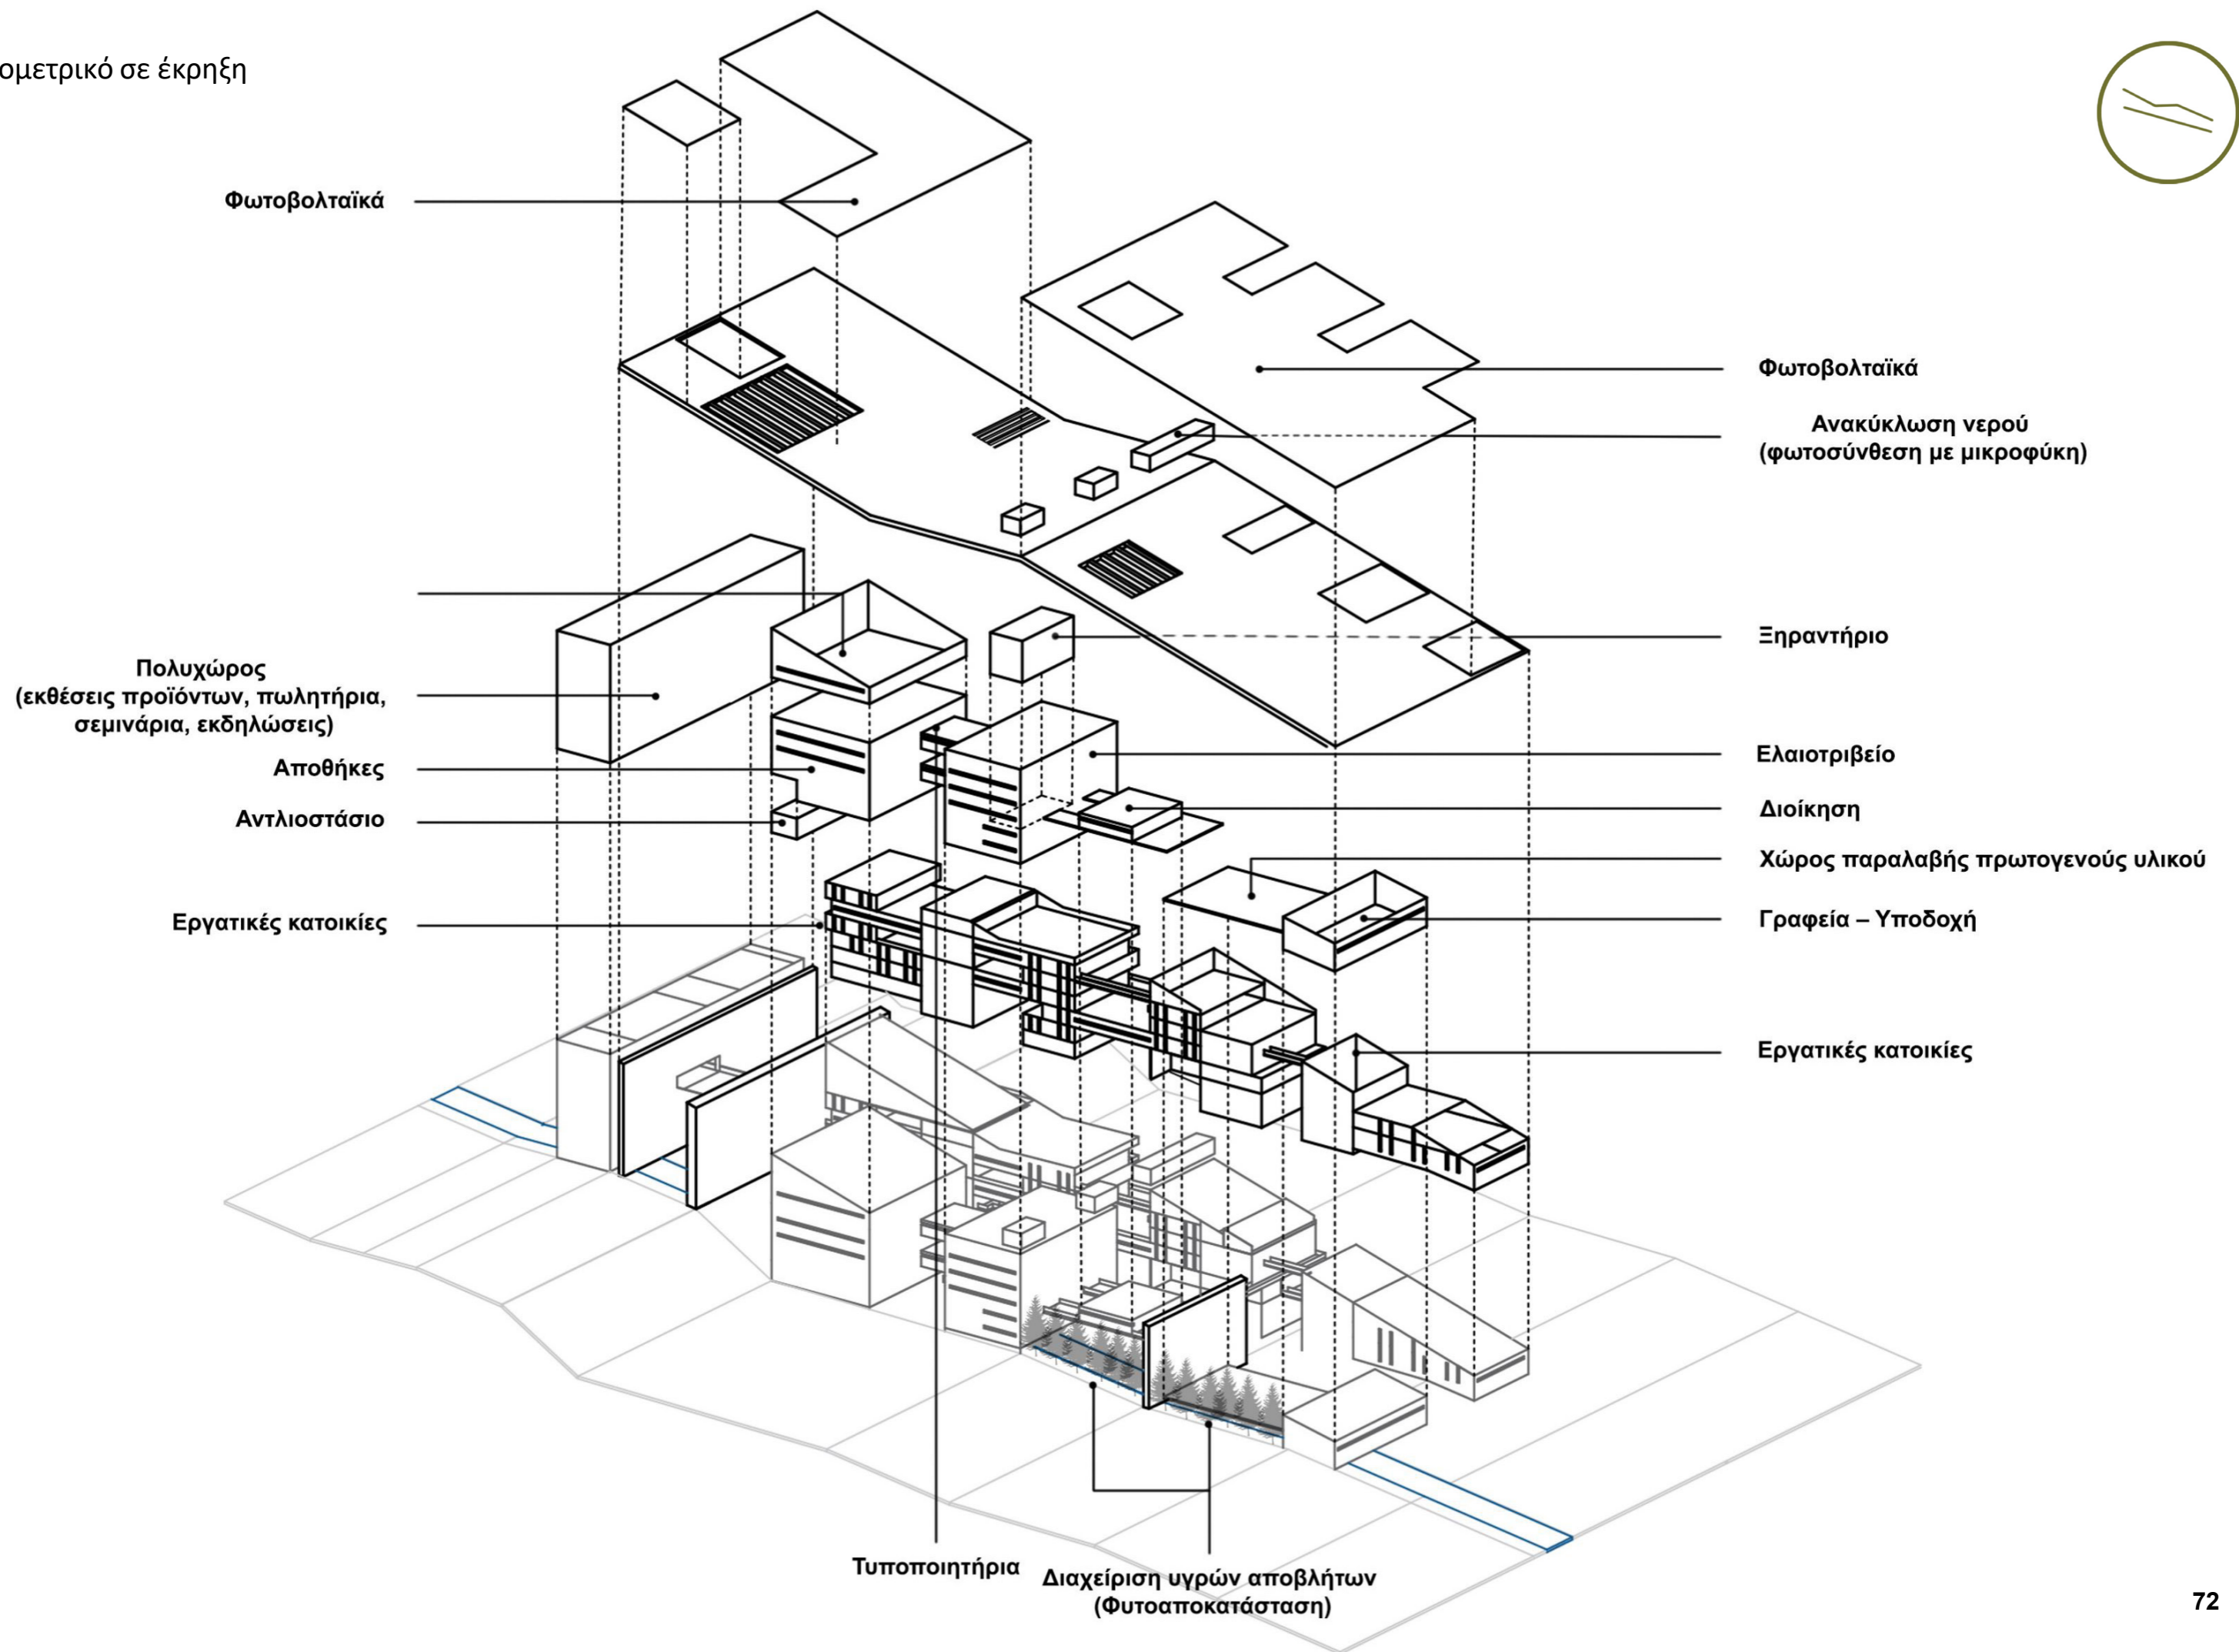 ομετρικό σε έκρηξη
Φωτοβολταϊκά
Φωτοβολταϊκά
Ανακύκλωση νερού
(φωτοσύνθεση με μικροφύκη)
Ξηραντήριο
Πολυχώρος
(εκθέσεις προϊόντων, πωλητήρια,
σεμινάρια, εκδηλώσεις)
Ελαιοτριβείο
Αποθήκες
Διοίκηση
Αντλιοστάσιο
Χώρος παραλαβής πρωτογενούς υλικού
Εργατικές κατοικίες
Γραφεία – Υποδοχή
Εργατικές κατοικίες
Τυποποιητήρια
Διαχείριση υγρών αποβλήτων
(Φυτοαποκατάσταση)
72